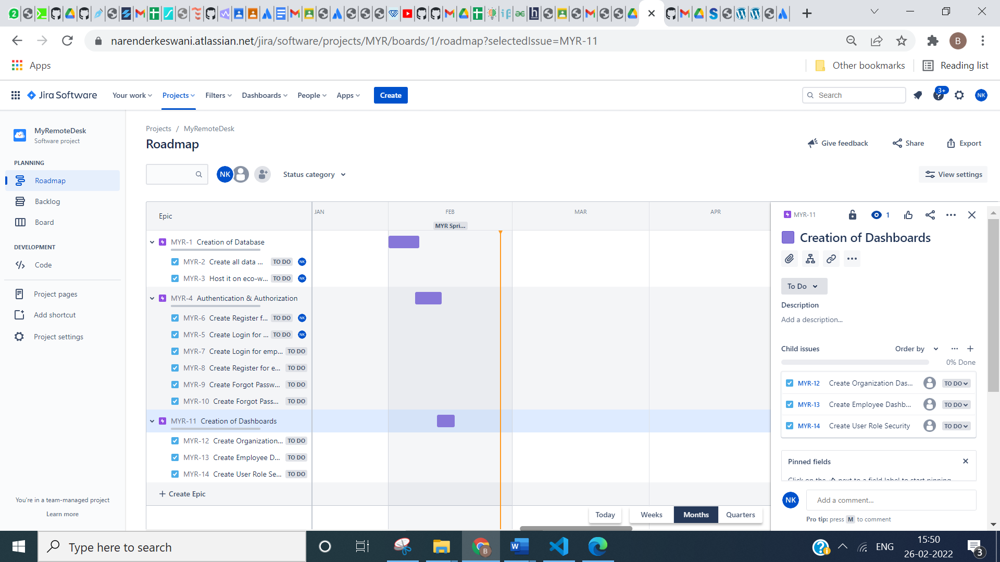 narenderkeswani.atlassian.net/jira/software/projects/MYR/boards/1/roadmap?selectedIssue=MYR-11
B
Apps
Other bookmarks
Reading list
Jira Software
Your work
Projects
Filters
Dashboards
People
Apps
Create
Search
3+
NK
MyRemoteDesk
Software project
PLANNING
Roadmap
Backlog
Board
DEVELOPMENT
Code
Project pages
Add shortcut
Project settings
You're in a team-managed project
Learn more
Projects / MyRemoteDesk
Roadmap
Give feedback
Share
Export
NK
Status category
View settings
Epic
JAN
FEB
MAR
APR
MYR Spri...
MYR-1 Creation of Database
MYR-2 Create all data ... TO DO NK
MYR-3 Host it on eco-w... TO DO NK
MYR-4 Authentication & Authorization
MYR-6 Create Register f... TO DO NK
MYR-5 Create Login for ... TO DO NK
MYR-7 Create Login for emp... TO DO
MYR-8 Create Register for e... TO DO
MYR-9 Create Forgot Passw... TO DO
MYR-10 Create Forgot Pass... TO DO
MYR-11 Creation of Dashboards
MYR-12 Create Organization... TO DO
MYR-13 Create Employee D... TO DO
MYR-14 Create User Role Se... TO DO
+ Create Epic
Today
Weeks
Months
Quarters
MYR-11
1
Creation of Dashboards
To Do
Description
Add a description...
Child issues
Order by
0% Done
MYR-12 Create Organization Das... TO DO
MYR-13 Create Employee Dashb... TO DO
MYR-14 Create User Role Security TO DO
Pinned fields
Click on the next to a field label to start pinning.
NK
Add a comment...
Pro tip: press M to comment
Type here to search
B
ENG
15:50
26-02-2022
3